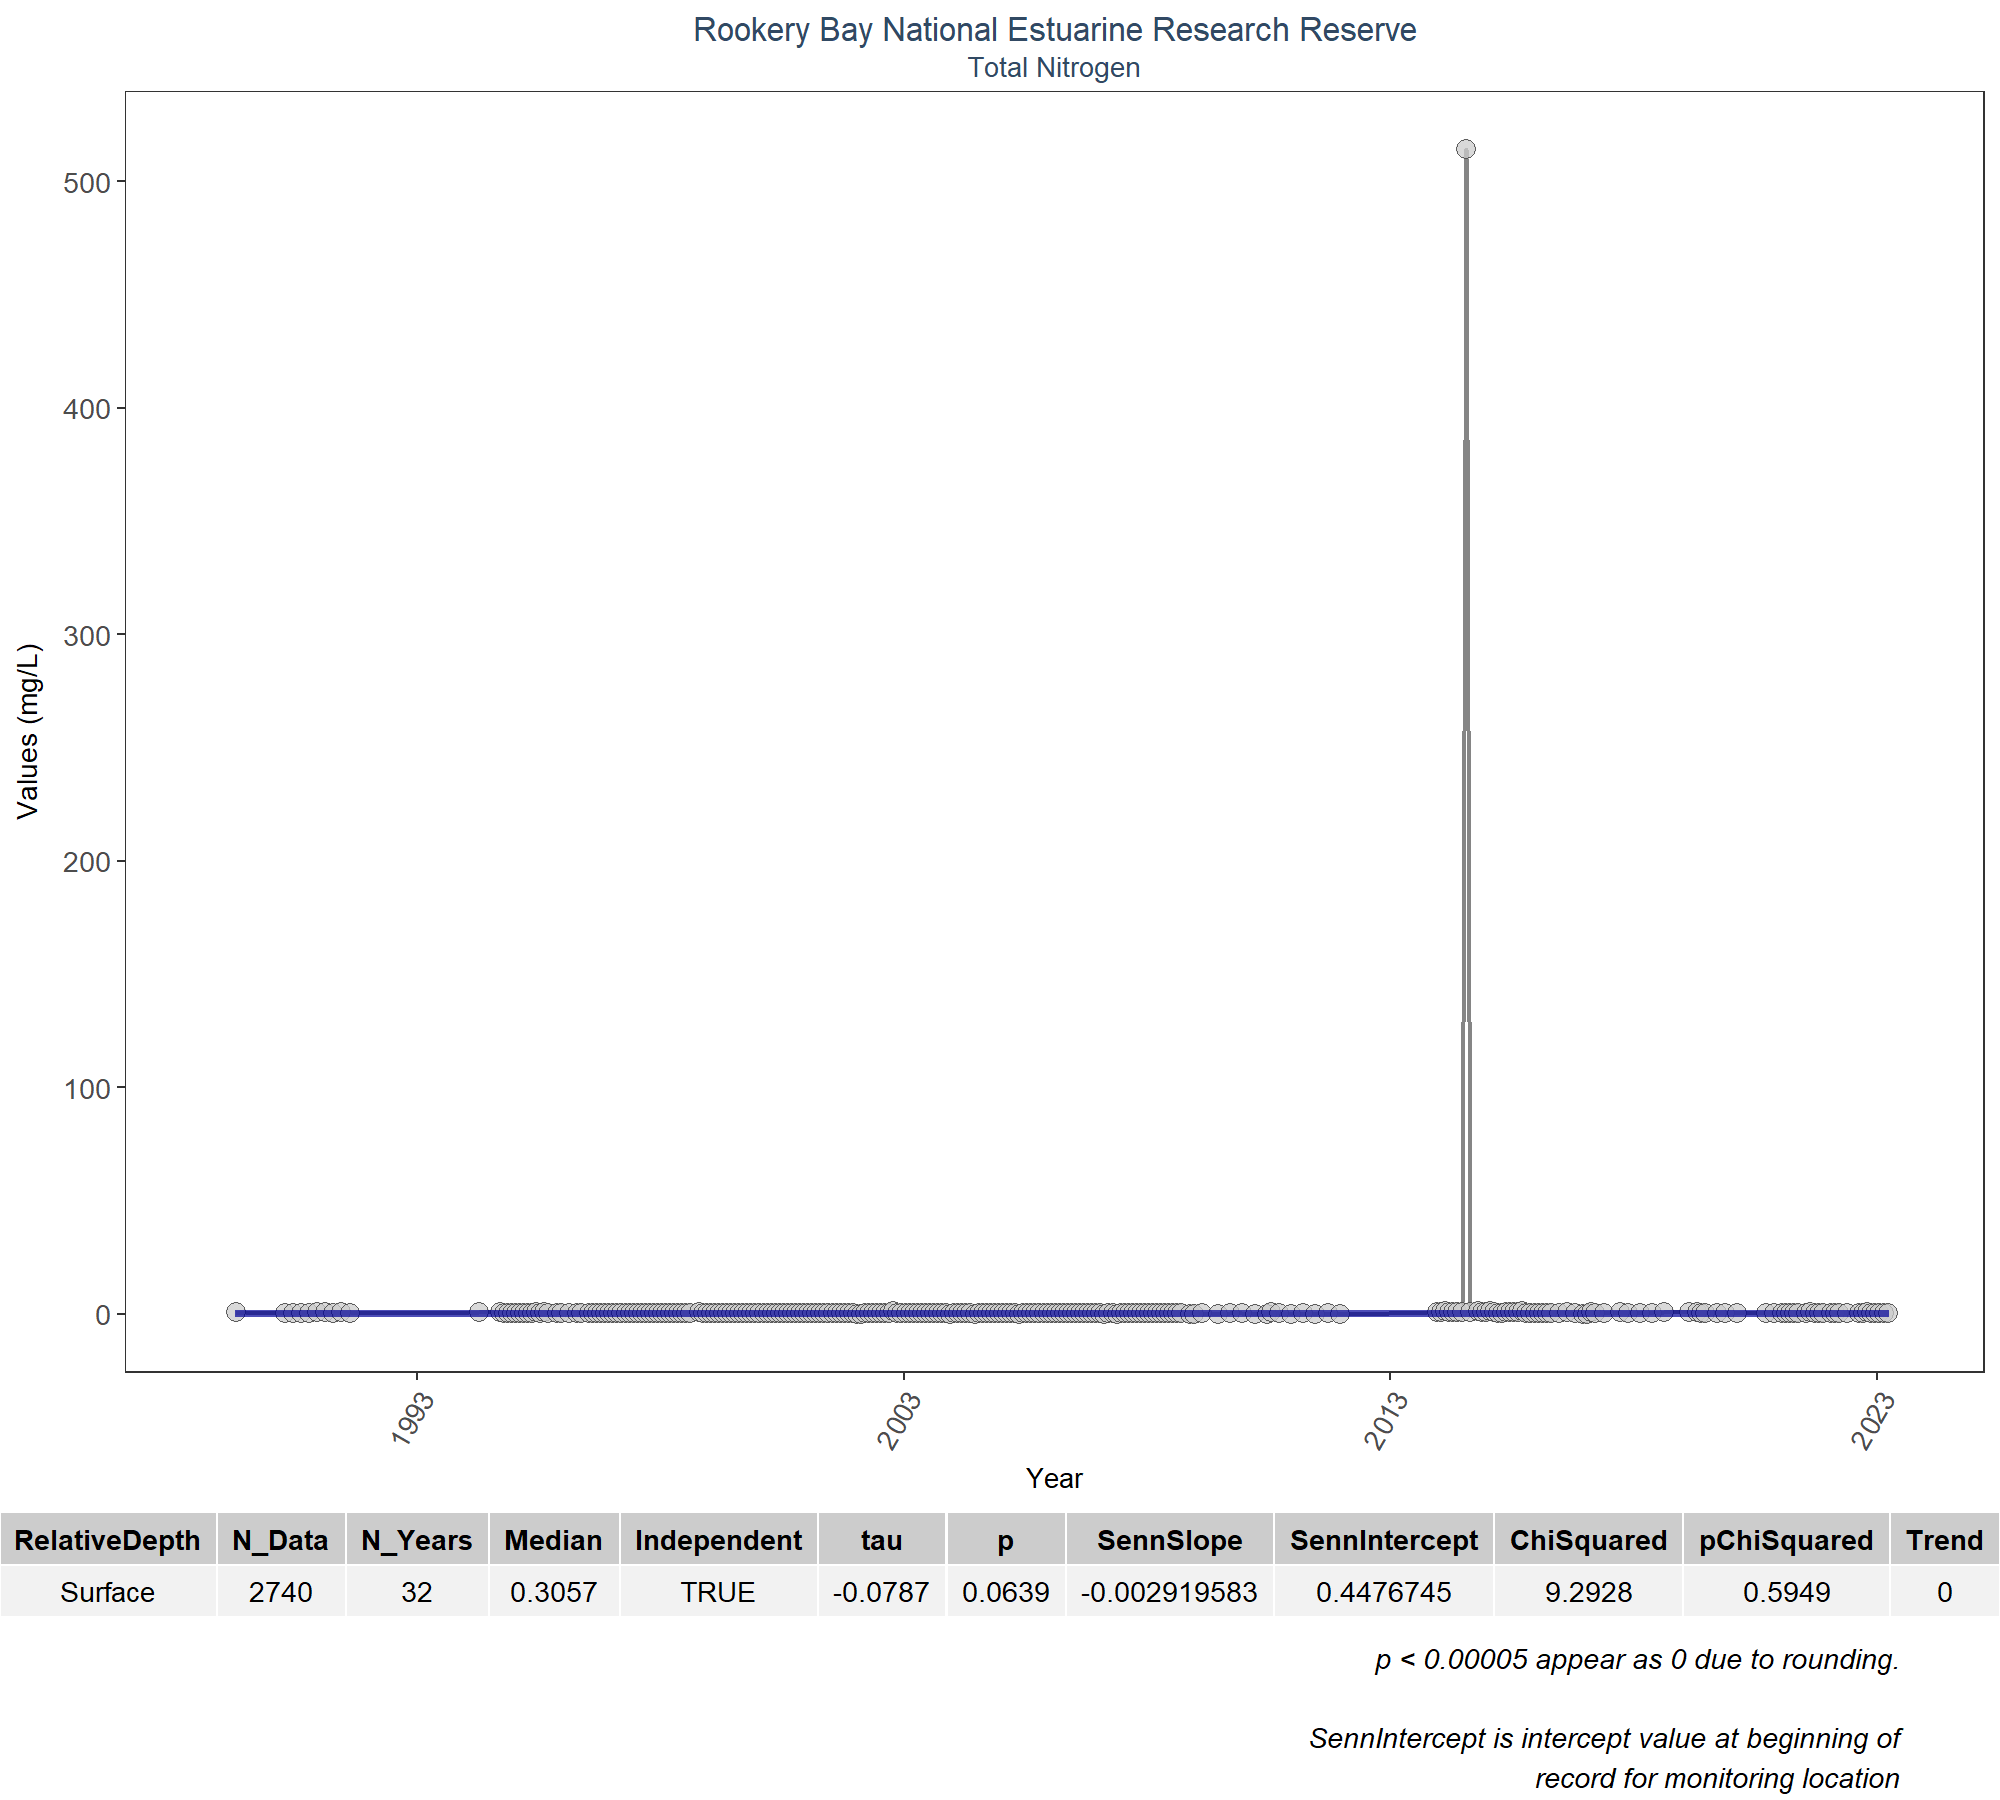 Rookery Bay National Estuarine Research Reserve
Total Nitrogen
Values (mg/L)
500
400
300
200
100
0
1993 2003 2013 2023
Year
RelativeDepth N_Data N_Years Median Independent tau p SennSlope SennIntercept ChiSquared pChiSquared Trend
Surface 2740 32 0.3057 TRUE -0.0787 0.0639 -0.002919583 0.4476745 9.2928 0.5949 0
p < 0.00005 appear as 0 due to rounding.
SennIntercept is intercept value at beginning of
record for monitoring location